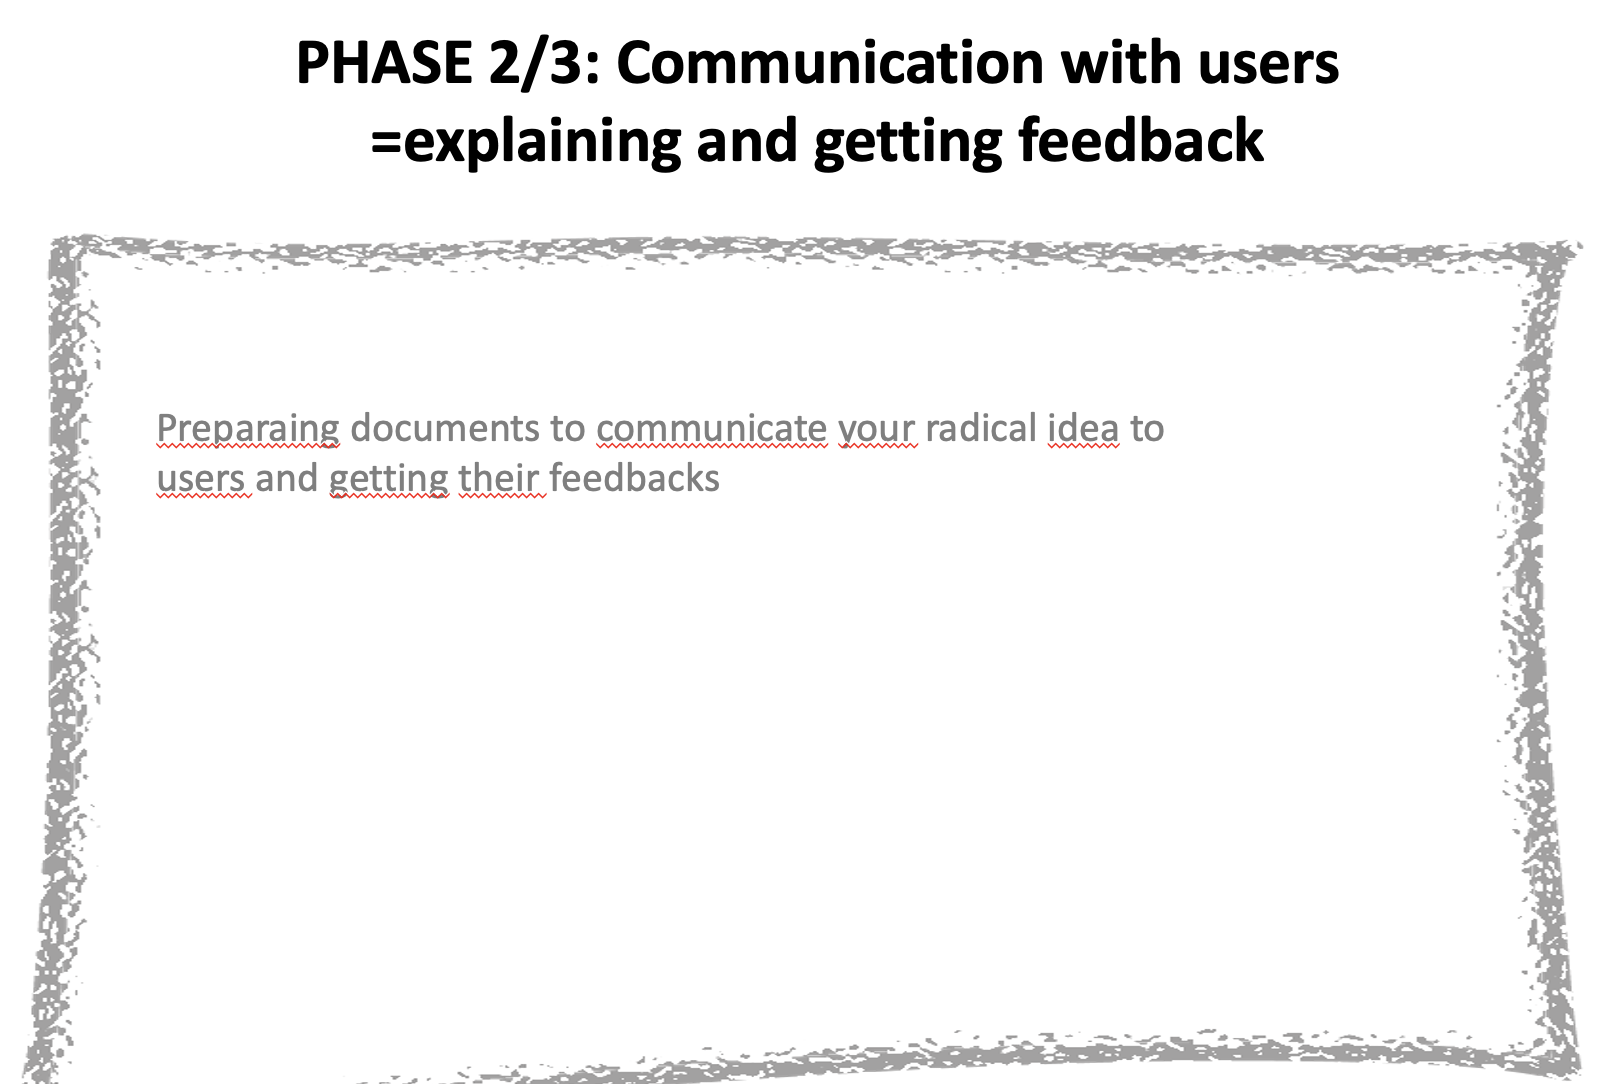 PHASE 2/3: Communication with users
=explaining and getting feedback
Preparaing documents to communicate your radical idea to
users and getting their feedbacks